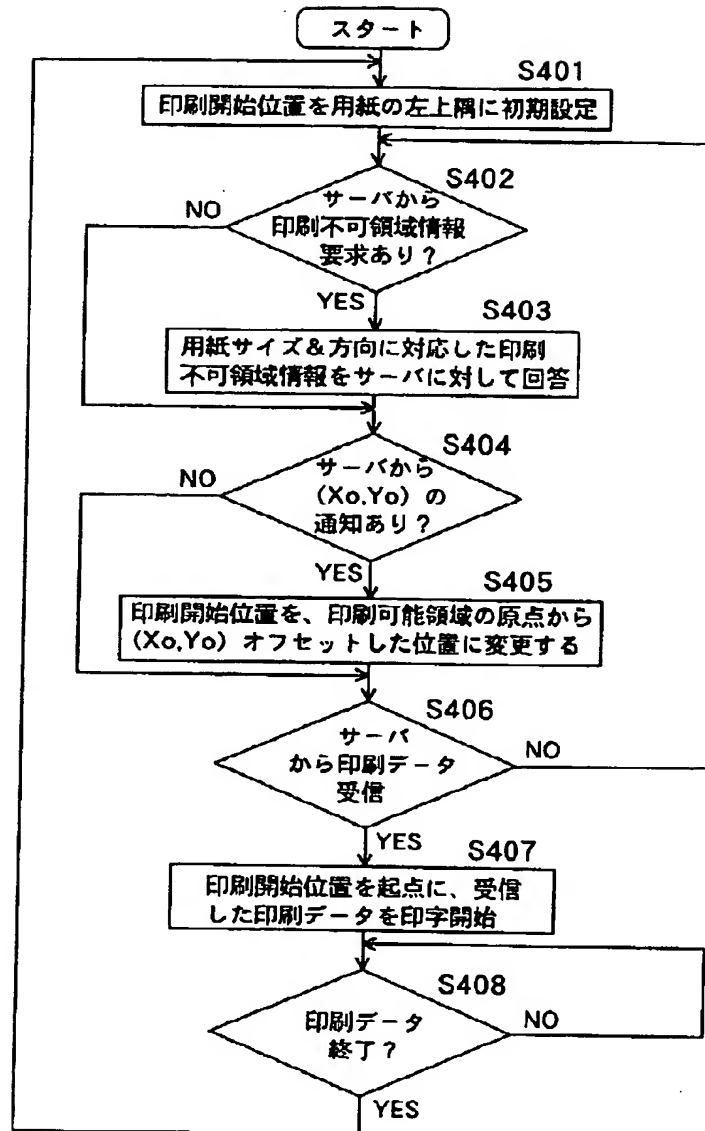 スタート
S401
印刷開始位置を用紙の左上隅に初期設定
S402
サーバから
印刷不可領域情報
要求あり？
NO
YES
S403
用紙サイズ＆方向に対応した印刷
不可領域情報をサーバに対して回答
S404
サーバから
(Xo,Yo) の
通知あり？
NO
YES
S405
印刷開始位置を、印刷可能領域の原点から
(Xo,Yo) オフセットした位置に変更する
S406
サーバ
から印刷データ
受信
NO
YES
S407
印刷開始位置を起点に、受信
した印刷データを印字開始
S408
印刷データ
終了？
NO
YES